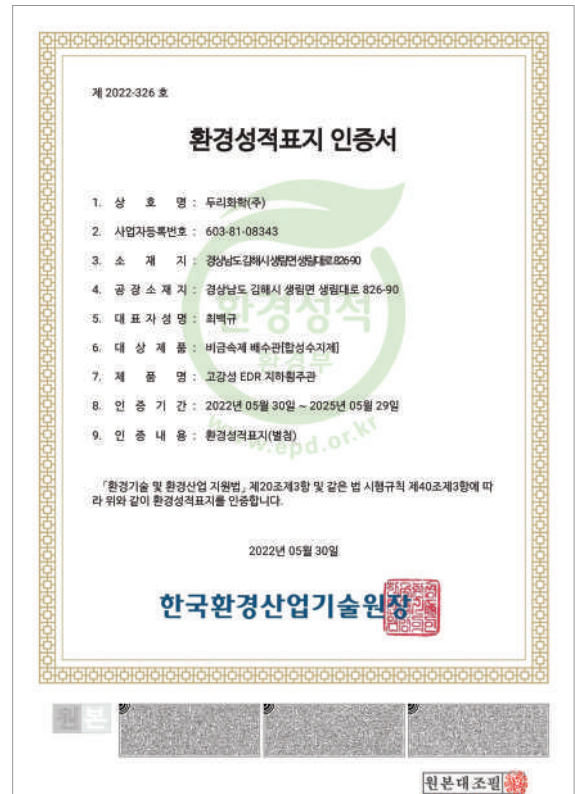 제 2022-326 호
환경성적표지 인증서
1. 상 호 명 : 두리화학(주)
2. 사업자등록번호 : 603-81-08343
3. 소 재 지 : 경상남도 김해시 생림면 생림대로 826-90
4. 공 장 소 재 지 : 경상남도 김해시 생림면 생림대로 826-90
5. 대 표 자 성 명 : 최백규
6. 대 상 제 품 : 비금속제 배수관[합성수지제]
7. 제 품 명 : 고강성 EDR 지하횡주관
8. 인 증 기 간 : 2022년 05월 30일 ~ 2025년 05월 29일
9. 인 증 내 용 : 환경성적표지(별첨)
환경성적
환경부
www.epd.or.kr
「환경기술 및 환경산업 지원법」 제20조제3항 및 같은 법 시행규칙 제40조제3항에 따
라 위와 같이 환경성적표지를 인증합니다.
2022년 05월 30일
한국환경산업기술원장
원본
원본대조필